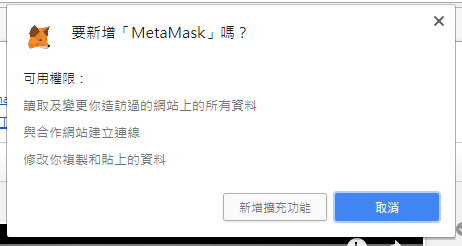 要新增「MetaMask」嗎？
可用權限：
讀取及變更你造訪過的網站上的所有資料
與合作網站建立連線
修改你複製和貼上的資料
新增擴充功能
取消